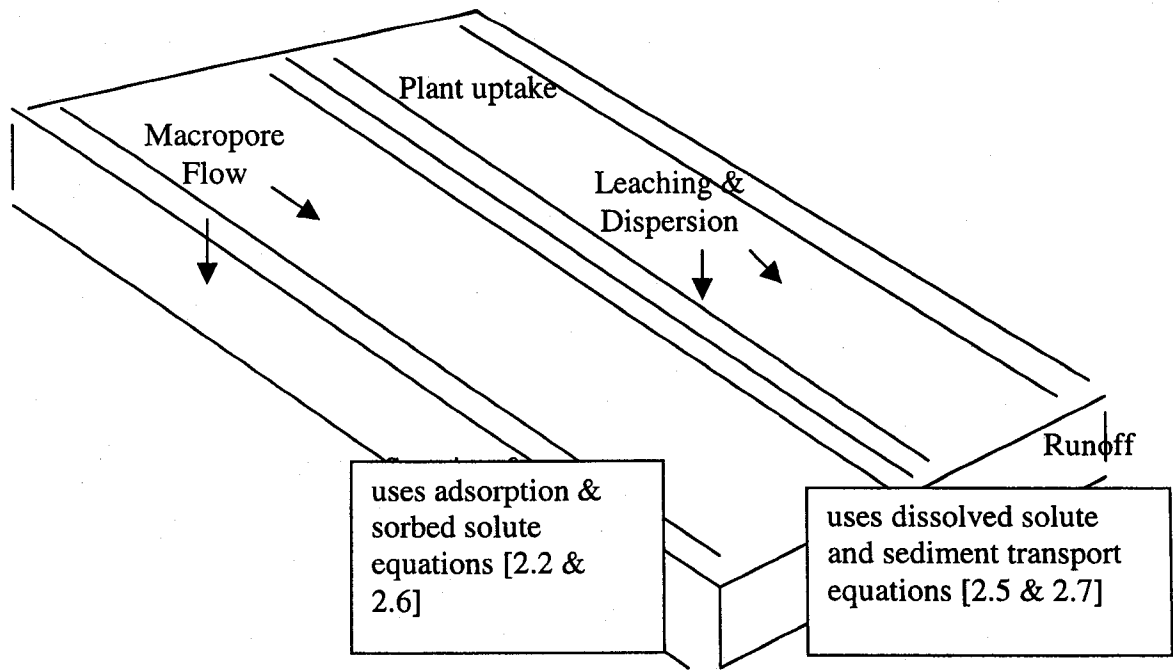 Plant uptake
Macropore
Flow
Leaching &
Dispersion
Runoff
uses adsorption &
sorbed solute
equations [2.2 &
2.6]
uses dissolved solute
and sediment transport
equations [2.5 & 2.7]